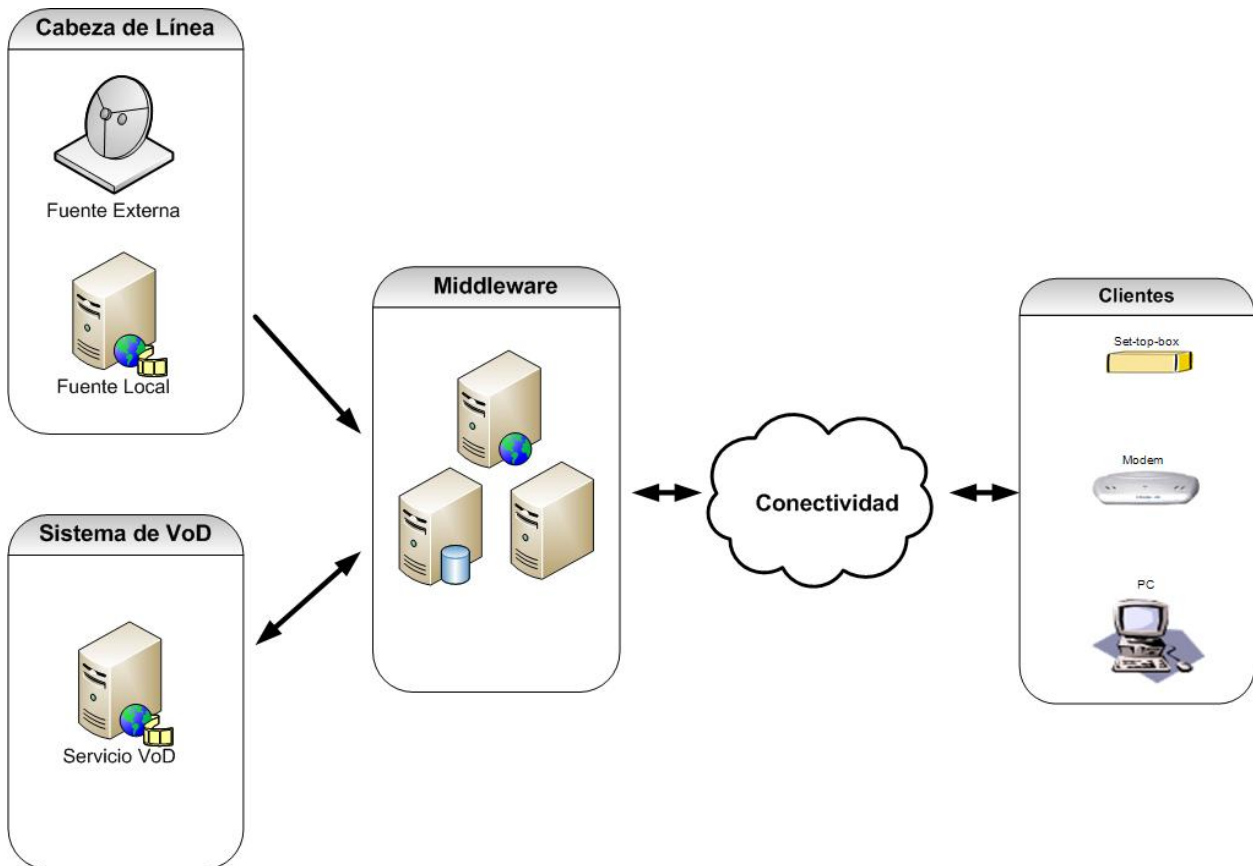 Cabeza de Línea
Fuente Externa
Fuente Local
Sistema de VoD
Servicio VoD
Middleware
Conectividad
Clientes
Set-top-box
Modem
PC